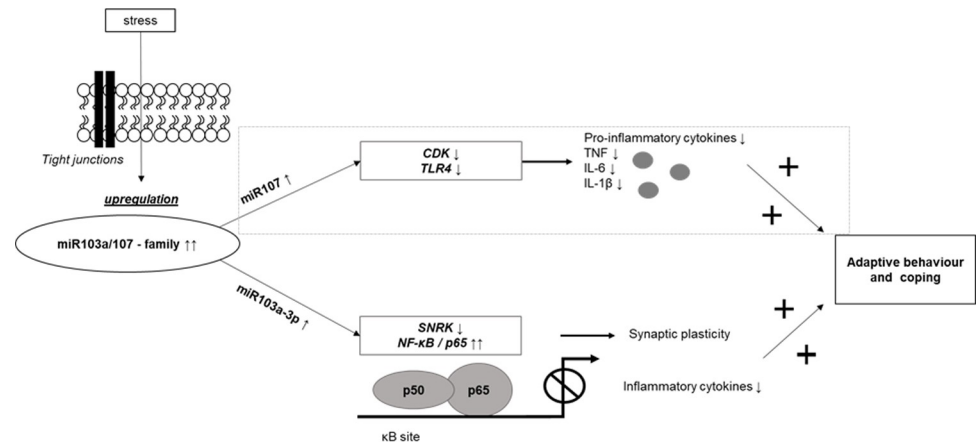 stress
Tight junctions
upregulation
miR103a/107 - family ↑↑
miR107 ↑
CDK ↓
TLR4 ↓
Pro-inflammatory cytokines ↓
TNF ↓
IL-6 ↓
IL-1β ↓
+
+
Adaptive behaviour
and coping
miR103a-3p ↑
SNRK ↓
NF-κB / p65 ↑↑
Synaptic plasticity
+
+
p50
p65
Inflammatory cytokines ↓
κB site